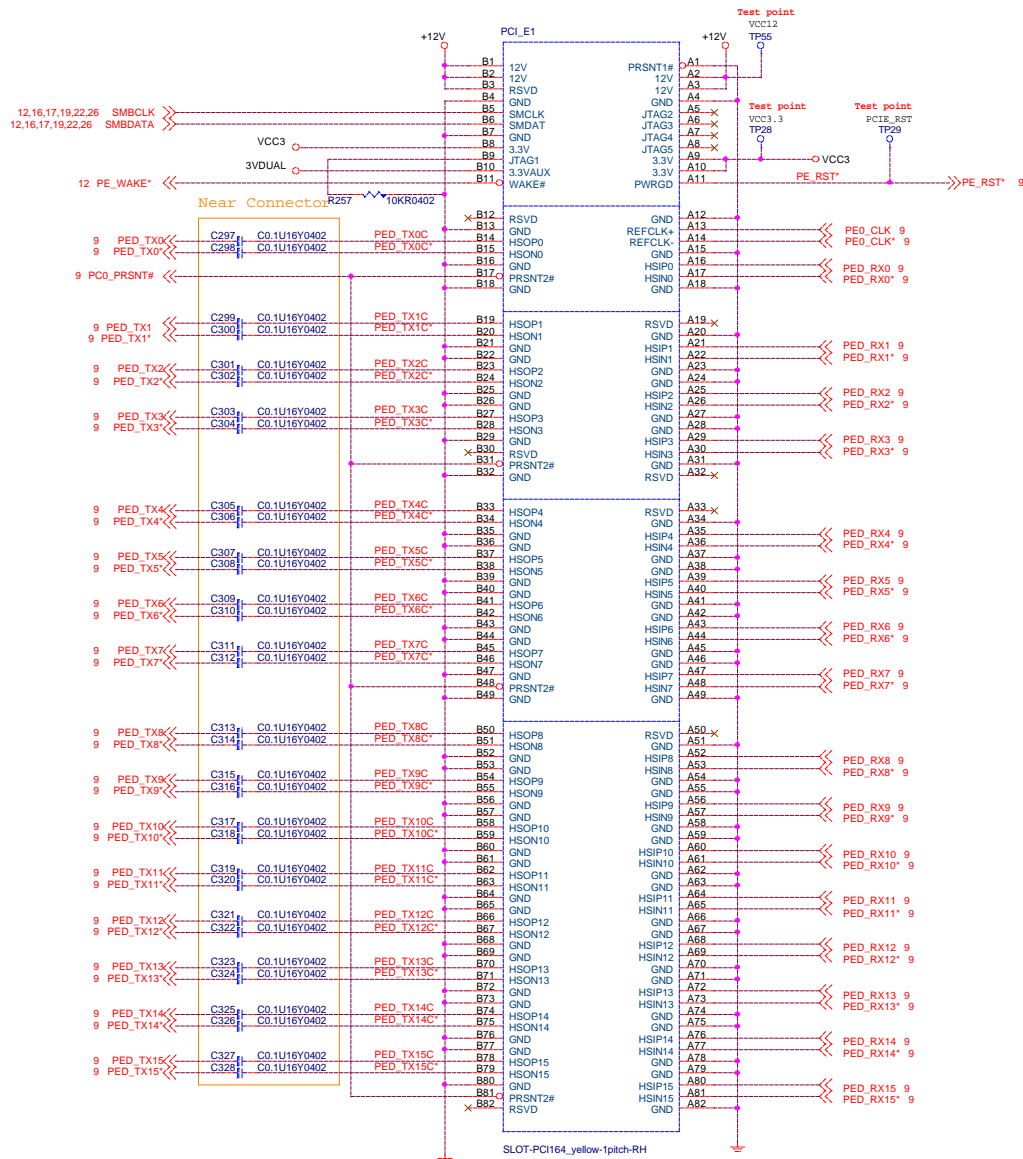 Test point
VCC12
TP55
+12V
PCI_E1
+12V
B1 12V PRSNT1# A1
B2 12V 12V A2
B3 RSVD 12V A3
B4 GND GND A4
12,16,17,19,22,26 SMBCLK B5 SMCLK JTAG2 A5
12,16,17,19,22,26 SMBDATA B6 SMDAT JTAG3 A6
B7 GND JTAG4 A7
VCC3 B8 3.3V JTAG5 A8
B9 JTAG1 3.3V A9 VCC3
3VDUAL B10 3.3VAUX 3.3V A10
12 PE_WAKE* B11 WAKE# PWRGD A11 PE_RST* PE_RST* 9
Test point
VCC3.3
TP28
Test point
PCIE_RST
TP29
R257 10KR0402
Near Connector
B12 RSVD GND A12
B13 GND REFCLK+ A13 PE0_CLK 9
9 PED_TX0 C297 C0.1U16Y0402 PED_TX0C B14 HSOP0 REFCLK- A14 PE0_CLK* 9
9 PED_TX0* C298 C0.1U16Y0402 PED_TX0C* B15 HSON0 GND A15
B16 GND HSIP0 A16 PED_RX0 9
9 PC0_PRSNT# B17 PRSNT2# HSIN0 A17 PED_RX0* 9
B18 GND GND A18
9 PED_TX1 C299 C0.1U16Y0402 PED_TX1C B19 HSOP1 RSVD A19
9 PED_TX1* C300 C0.1U16Y0402 PED_TX1C* B20 HSON1 GND A20
B21 GND HSIP1 A21 PED_RX1 9
B22 GND HSIN1 A22 PED_RX1* 9
9 PED_TX2 C301 C0.1U16Y0402 PED_TX2C B23 HSOP2 GND A23
9 PED_TX2* C302 C0.1U16Y0402 PED_TX2C* B24 HSON2 GND A24
B25 GND HSIP2 A25 PED_RX2 9
B26 GND HSIN2 A26 PED_RX2* 9
9 PED_TX3 C303 C0.1U16Y0402 PED_TX3C B27 HSOP3 GND A27
9 PED_TX3* C304 C0.1U16Y0402 PED_TX3C* B28 HSON3 GND A28
B29 GND HSIP3 A29 PED_RX3 9
B30 RSVD HSIN3 A30 PED_RX3* 9
B31 PRSNT2# GND A31
B32 GND RSVD A32
9 PED_TX4 C305 C0.1U16Y0402 PED_TX4C B33 HSOP4 RSVD A33
9 PED_TX4* C306 C0.1U16Y0402 PED_TX4C* B34 HSON4 GND A34
B35 GND HSIP4 A35 PED_RX4 9
B36 GND HSIN4 A36 PED_RX4* 9
9 PED_TX5 C307 C0.1U16Y0402 PED_TX5C B37 HSOP5 GND A37
9 PED_TX5* C308 C0.1U16Y0402 PED_TX5C* B38 HSON5 GND A38
B39 GND HSIP5 A39 PED_RX5 9
B40 GND HSIN5 A40 PED_RX5* 9
9 PED_TX6 C309 C0.1U16Y0402 PED_TX6C B41 HSOP6 GND A41
9 PED_TX6* C310 C0.1U16Y0402 PED_TX6C* B42 HSON6 GND A42
B43 GND HSIP6 A43 PED_RX6 9
B44 GND HSIN6 A44 PED_RX6* 9
9 PED_TX7 C311 C0.1U16Y0402 PED_TX7C B45 HSOP7 GND A45
9 PED_TX7* C312 C0.1U16Y0402 PED_TX7C* B46 HSON7 GND A46
B47 GND HSIP7 A47 PED_RX7 9
B48 PRSNT2# HSIN7 A48 PED_RX7* 9
B49 GND GND A49
9 PED_TX8 C313 C0.1U16Y0402 PED_TX8C B50 HSOP8 RSVD A50
9 PED_TX8* C314 C0.1U16Y0402 PED_TX8C* B51 HSON8 GND A51
B52 GND HSIP8 A52 PED_RX8 9
B53 GND HSIN8 A53 PED_RX8* 9
9 PED_TX9 C315 C0.1U16Y0402 PED_TX9C B54 HSOP9 GND A54
9 PED_TX9* C316 C0.1U16Y0402 PED_TX9C* B55 HSON9 GND A55
B56 GND HSIP9 A56 PED_RX9 9
B57 GND HSIN9 A57 PED_RX9* 9
9 PED_TX10 C317 C0.1U16Y0402 PED_TX10C B58 HSOP10 GND A58
9 PED_TX10* C318 C0.1U16Y0402 PED_TX10C* B59 HSON10 GND A59
B60 GND HSIP10 A60 PED_RX10 9
B61 GND HSIN10 A61 PED_RX10* 9
9 PED_TX11 C319 C0.1U16Y0402 PED_TX11C B62 HSOP11 GND A62
9 PED_TX11* C320 C0.1U16Y0402 PED_TX11C* B63 HSON11 GND A63
B64 GND HSIP11 A64 PED_RX11 9
B65 GND HSIN11 A65 PED_RX11* 9
9 PED_TX12 C321 C0.1U16Y0402 PED_TX12C B66 HSOP12 GND A66
9 PED_TX12* C322 C0.1U16Y0402 PED_TX12C* B67 HSON12 GND A67
B68 GND HSIP12 A68 PED_RX12 9
B69 GND HSIN12 A69 PED_RX12* 9
9 PED_TX13 C323 C0.1U16Y0402 PED_TX13C B70 HSOP13 GND A70
9 PED_TX13* C324 C0.1U16Y0402 PED_TX13C* B71 HSON13 GND A71
B72 GND HSIP13 A72 PED_RX13 9
B73 GND HSIN13 A73 PED_RX13* 9
9 PED_TX14 C325 C0.1U16Y0402 PED_TX14C B74 HSOP14 GND A74
9 PED_TX14* C326 C0.1U16Y0402 PED_TX14C* B75 HSON14 GND A75
B76 GND HSIP14 A76 PED_RX14 9
B77 GND HSIN14 A77 PED_RX14* 9
9 PED_TX15 C327 C0.1U16Y0402 PED_TX15C B78 HSOP15 GND A78
9 PED_TX15* C328 C0.1U16Y0402 PED_TX15C* B79 HSON15 GND A79
B80 GND HSIP15 A80 PED_RX15 9
B81 PRSNT2# HSIN15 A81 PED_RX15* 9
B82 RSVD GND A82
SLOT-PCI164_yellow-1pitch-RH